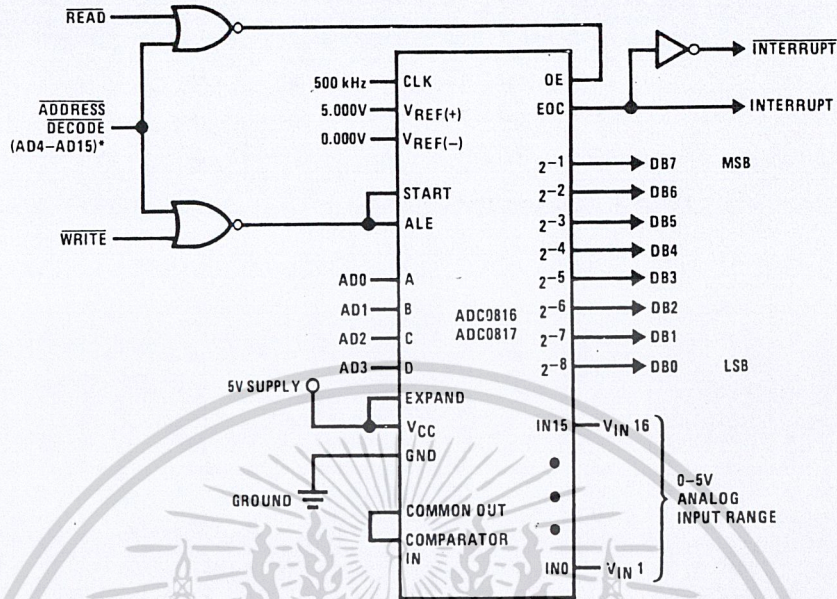 READ
ADDRESS
DECODE
(AD4–AD15)*
WRITE
500 kHz
5.000V
0.000V
AD0
AD1
AD2
AD3
5V SUPPLY
GROUND
CLK
VREF(+)
VREF(−)
START
ALE
A
B
C
D
EXPAND
VCC
GND
COMMON OUT
COMPARATOR
IN
ADC0816
ADC0817
OE
EOC
2−1
2−2
2−3
2−4
2−5
2−6
2−7
2−8
IN15
IN0
INTERRUPT
INTERRUPT
DB7 MSB
DB6
DB5
DB4
DB3
DB2
DB1
DB0 LSB
VIN 16
0–5V
ANALOG
INPUT RANGE
VIN 1